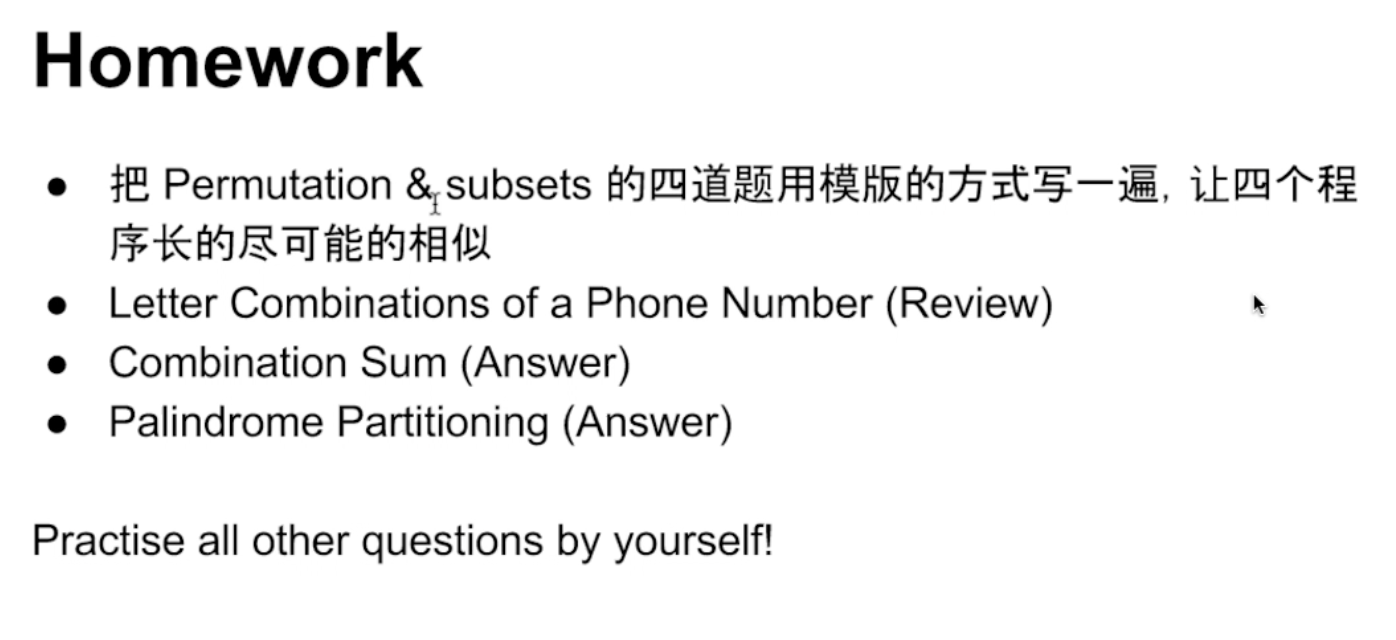 Homework
● 把 Permutation & subsets 的四道题用模版的方式写一遍, 让四个程
序长的尽可能的相似
● Letter Combinations of a Phone Number (Review)
● Combination Sum (Answer)
● Palindrome Partitioning (Answer)
Practise all other questions by yourself!